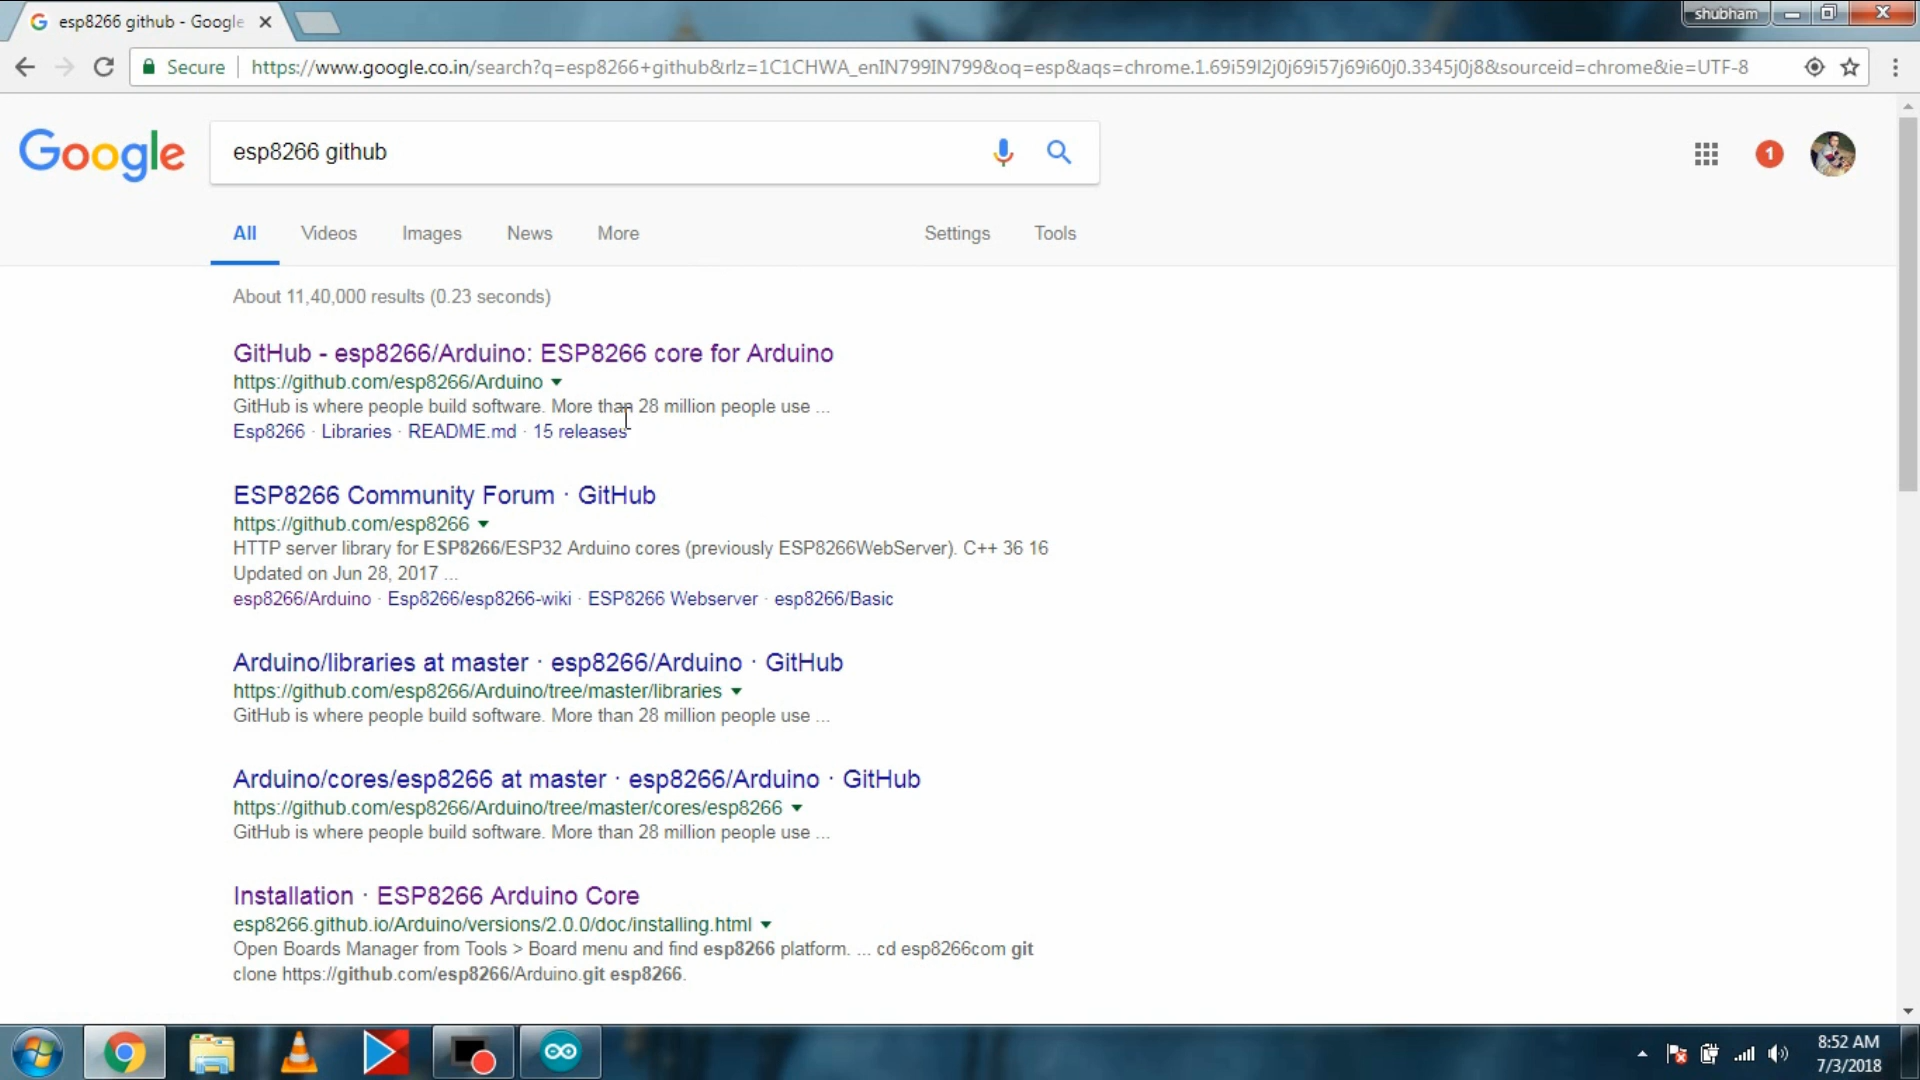 esp8266 github - Google
shubham
Secure
https://www.google.co.in/search?q=esp8266+github&rlz=1C1CHWA_enIN799IN799&oq=esp&aqs=chrome.1.69i59l2j0j69i57j69i60j0.3345j0j8&sourceid=chrome&ie=UTF-8
Google
esp8266 github
1
All Videos Images News More Settings Tools
About 11,40,000 results (0.23 seconds)
GitHub - esp8266/Arduino: ESP8266 core for Arduino
https://github.com/esp8266/Arduino
GitHub is where people build software. More than 28 million people use ...
Esp8266 · Libraries · README.md · 15 releases
ESP8266 Community Forum · GitHub
https://github.com/esp8266
HTTP server library for ESP8266/ESP32 Arduino cores (previously ESP8266WebServer). C++ 36 16
Updated on Jun 28, 2017 ...
esp8266/Arduino · Esp8266/esp8266-wiki · ESP8266 Webserver · esp8266/Basic
Arduino/libraries at master · esp8266/Arduino · GitHub
https://github.com/esp8266/Arduino/tree/master/libraries
GitHub is where people build software. More than 28 million people use ...
Arduino/cores/esp8266 at master · esp8266/Arduino · GitHub
https://github.com/esp8266/Arduino/tree/master/cores/esp8266
GitHub is where people build software. More than 28 million people use ...
Installation · ESP8266 Arduino Core
esp8266.github.io/Arduino/versions/2.0.0/doc/installing.html
Open Boards Manager from Tools > Board menu and find esp8266 platform. ... cd esp8266com git
clone https://github.com/esp8266/Arduino.git esp8266.
8:52 AM
7/3/2018